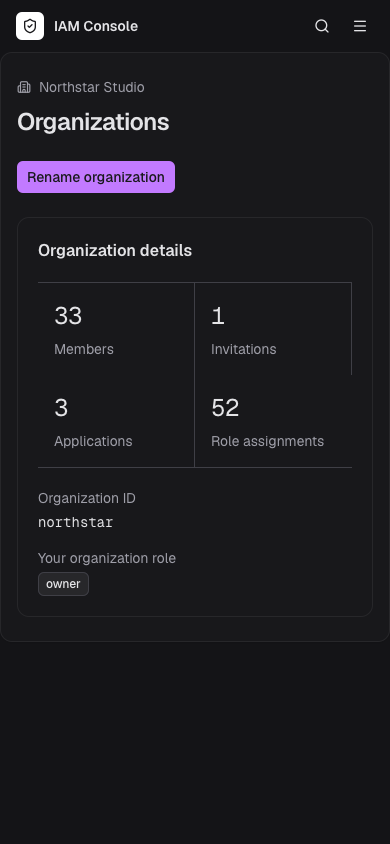 IAM Console
Northstar Studio
Organizations
Rename organization
Organization details
33
Members
1
Invitations
3
Applications
52
Role assignments
Organization ID
northstar
Your organization role
owner